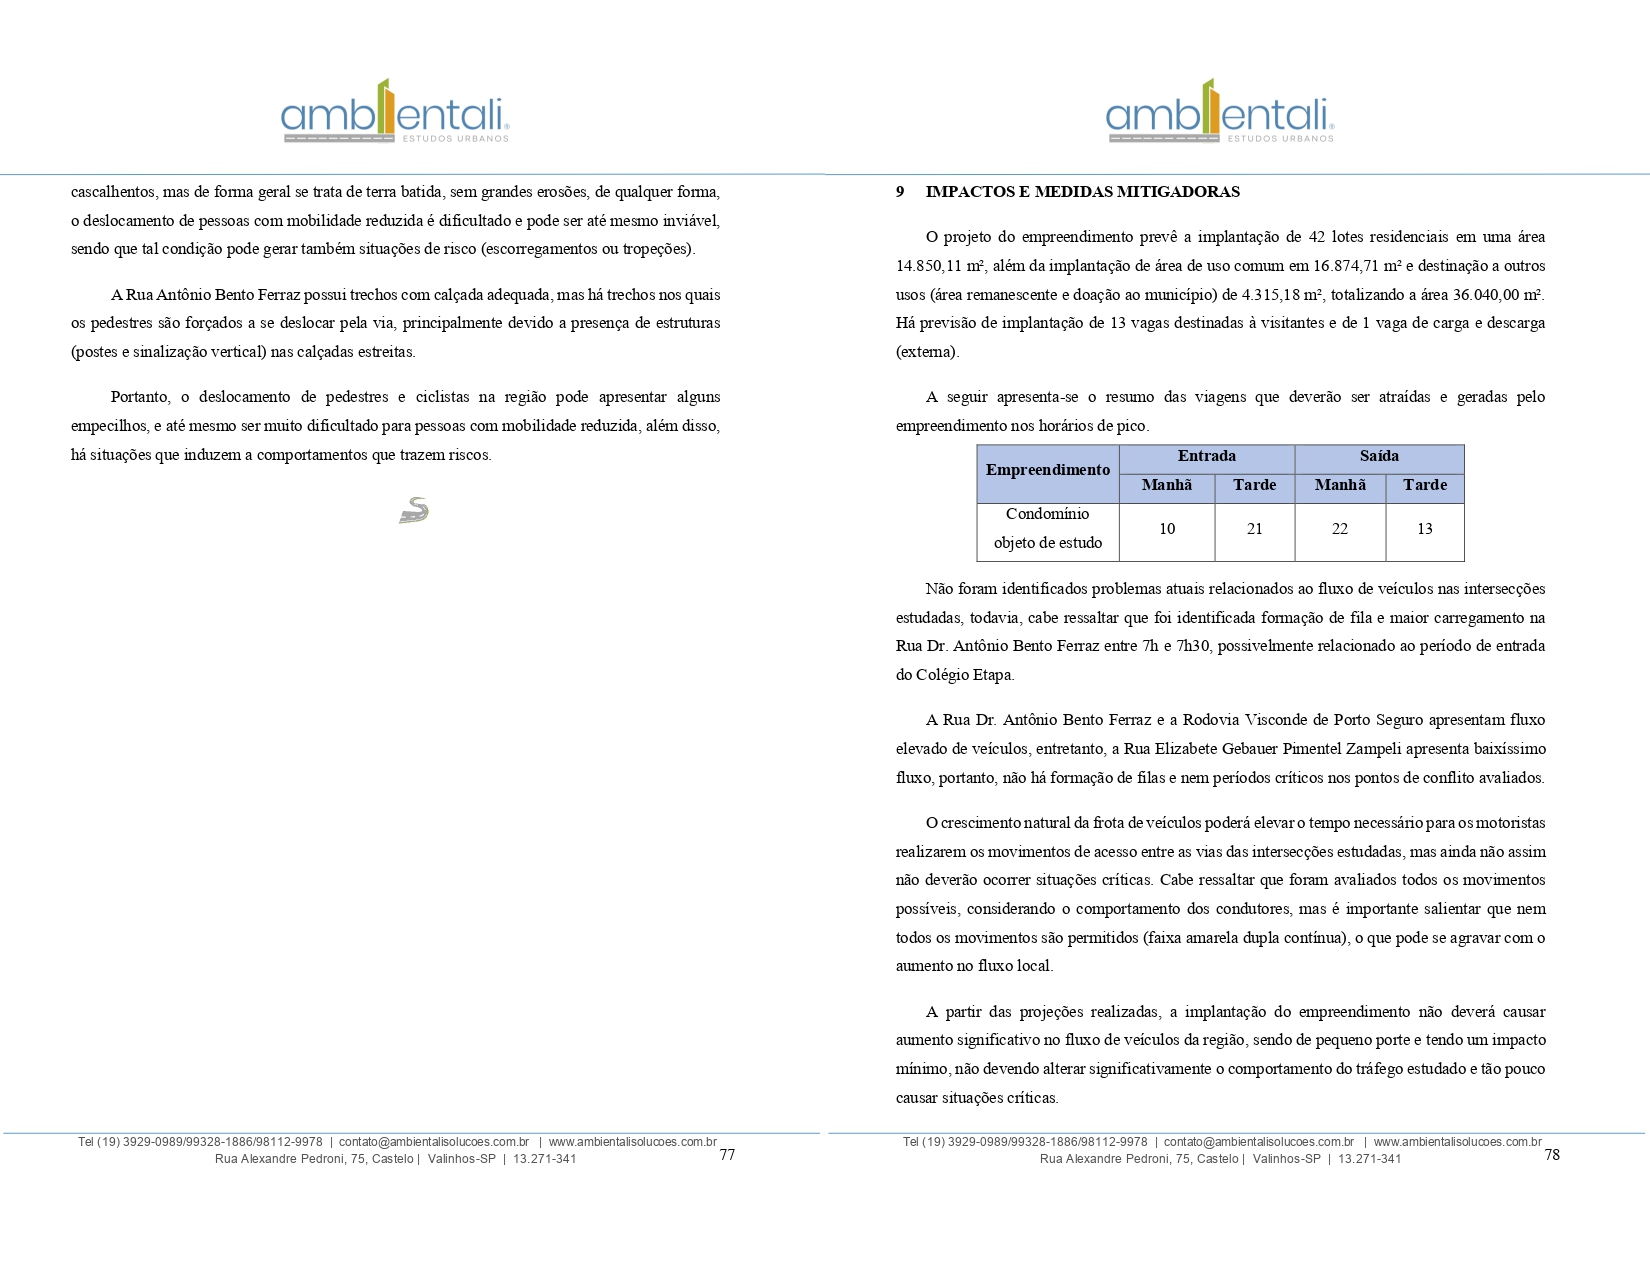 ambientali®
ESTUDOS URBANOS
cascalhentos, mas de forma geral se trata de terra batida, sem grandes erosões, de qualquer forma,
o deslocamento de pessoas com mobilidade reduzida é dificultado e pode ser até mesmo inviável,
sendo que tal condição pode gerar também situações de risco (escorregamentos ou tropeções).
A Rua Antônio Bento Ferraz possui trechos com calçada adequada, mas há trechos nos quais
os pedestres são forçados a se deslocar pela via, principalmente devido a presença de estruturas
(postes e sinalização vertical) nas calçadas estreitas.
Portanto, o deslocamento de pedestres e ciclistas na região pode apresentar alguns
empecilhos, e até mesmo ser muito dificultado para pessoas com mobilidade reduzida, além disso,
há situações que induzem a comportamentos que trazem riscos.
Tel (19) 3929-0989/99328-1886/98112-9978 | contato@ambientalisolucoes.com.br | www.ambientalisolucoes.com.br
Rua Alexandre Pedroni, 75, Castelo | Valinhos-SP | 13.271-341
77
ambientali®
ESTUDOS URBANOS
9 IMPACTOS E MEDIDAS MITIGADORAS
O projeto do empreendimento prevê a implantação de 42 lotes residenciais em uma área
14.850,11 m², além da implantação de área de uso comum em 16.874,71 m² e destinação a outros
usos (área remanescente e doação ao município) de 4.315,18 m², totalizando a área 36.040,00 m².
Há previsão de implantação de 13 vagas destinadas à visitantes e de 1 vaga de carga e descarga
(externa).
A seguir apresenta-se o resumo das viagens que deverão ser atraídas e geradas pelo
empreendimento nos horários de pico.
Empreendimento Entrada Saída
Manhã Tarde Manhã Tarde
Condomínio
objeto de estudo 10 21 22 13
Não foram identificados problemas atuais relacionados ao fluxo de veículos nas intersecções
estudadas, todavia, cabe ressaltar que foi identificada formação de fila e maior carregamento na
Rua Dr. Antônio Bento Ferraz entre 7h e 7h30, possivelmente relacionado ao período de entrada
do Colégio Etapa.
A Rua Dr. Antônio Bento Ferraz e a Rodovia Visconde de Porto Seguro apresentam fluxo
elevado de veículos, entretanto, a Rua Elizabete Gebauer Pimentel Zampeli apresenta baixíssimo
fluxo, portanto, não há formação de filas e nem períodos críticos nos pontos de conflito avaliados.
O crescimento natural da frota de veículos poderá elevar o tempo necessário para os motoristas
realizarem os movimentos de acesso entre as vias das intersecções estudadas, mas ainda não assim
não deverão ocorrer situações críticas. Cabe ressaltar que foram avaliados todos os movimentos
possíveis, considerando o comportamento dos condutores, mas é importante salientar que nem
todos os movimentos são permitidos (faixa amarela dupla contínua), o que pode se agravar com o
aumento no fluxo local.
A partir das projeções realizadas, a implantação do empreendimento não deverá causar
aumento significativo no fluxo de veículos da região, sendo de pequeno porte e tendo um impacto
mínimo, não devendo alterar significativamente o comportamento do tráfego estudado e tão pouco
causar situações críticas.
Tel (19) 3929-0989/99328-1886/98112-9978 | contato@ambientalisolucoes.com.br | www.ambientalisolucoes.com.br
Rua Alexandre Pedroni, 75, Castelo | Valinhos-SP | 13.271-341
78